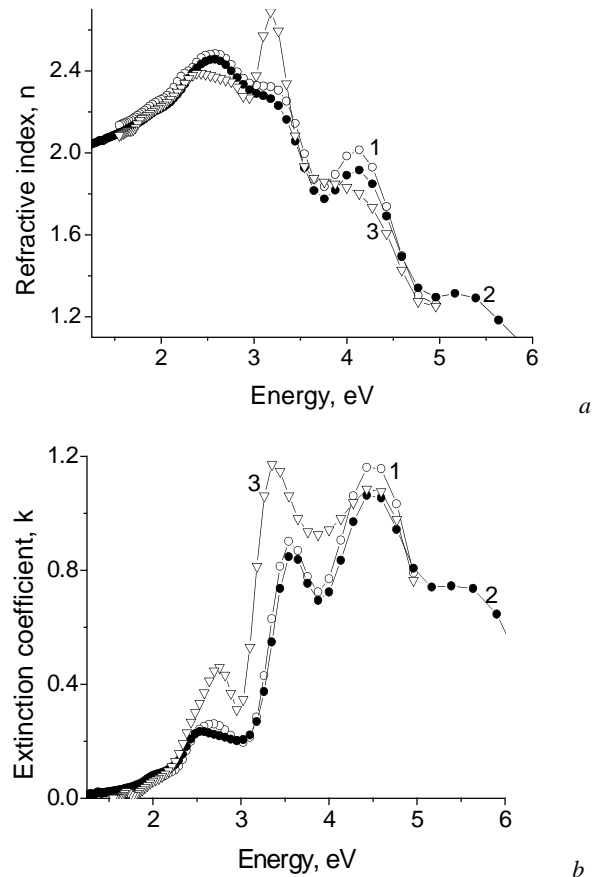 Refractive index, n
2.4
2.0
1.6
1.2
1
3
2
2 3 4 5 6
Energy, eV
a
Extinction coefficient, k
1.2
0.8
0.4
0.0
3
1
2
2 3 4 5 6
Energy, eV
b